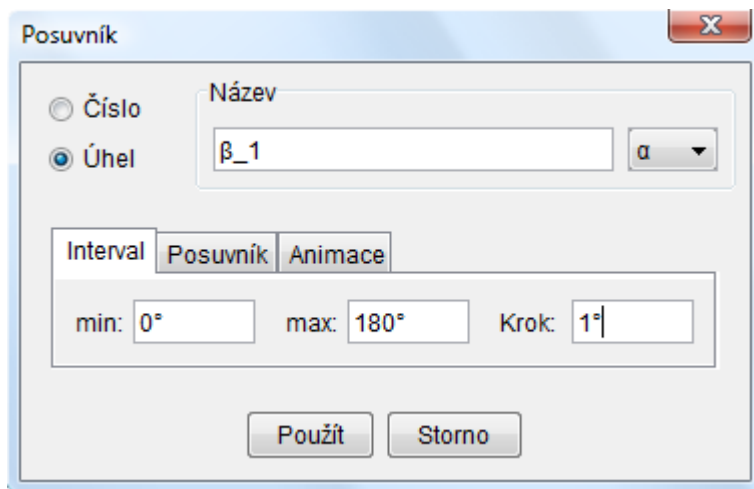 Posuvník
Číslo
Úhel
Název
β_1
α
Interval Posuvník Animace
min: 0° max: 180° Krok: 1°
Použít Storno